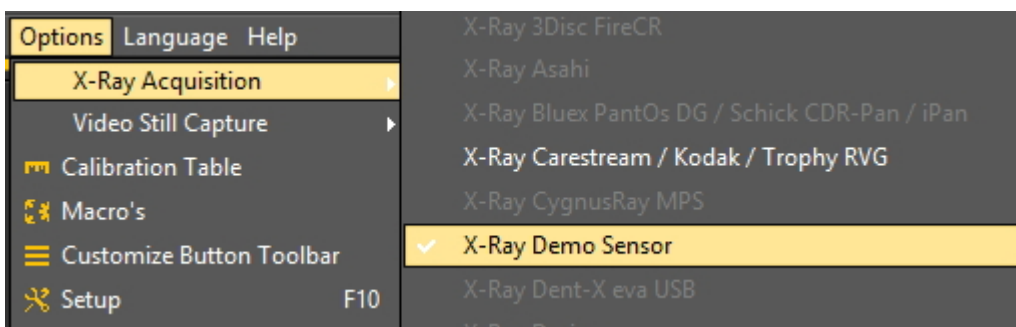 Options Language Help
X-Ray Acquisition
Video Still Capture
Calibration Table
Macro's
Customize Button Toolbar
Setup F10
X-Ray 3Disc FireCR
X-Ray Asahi
X-Ray Bluex PantOs DG / Schick CDR-Pan / iPan
X-Ray Carestream / Kodak / Trophy RVG
X-Ray CygnusRay MPS
X-Ray Demo Sensor
X-Ray Dent-X eva USB